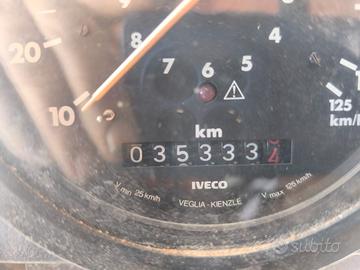 20
10
8
7
6
5
4
125
km/h
km
035333
IVECO
V min 25 km/h
V max 125 km/h
VEGLIA - KIENZLE
subito